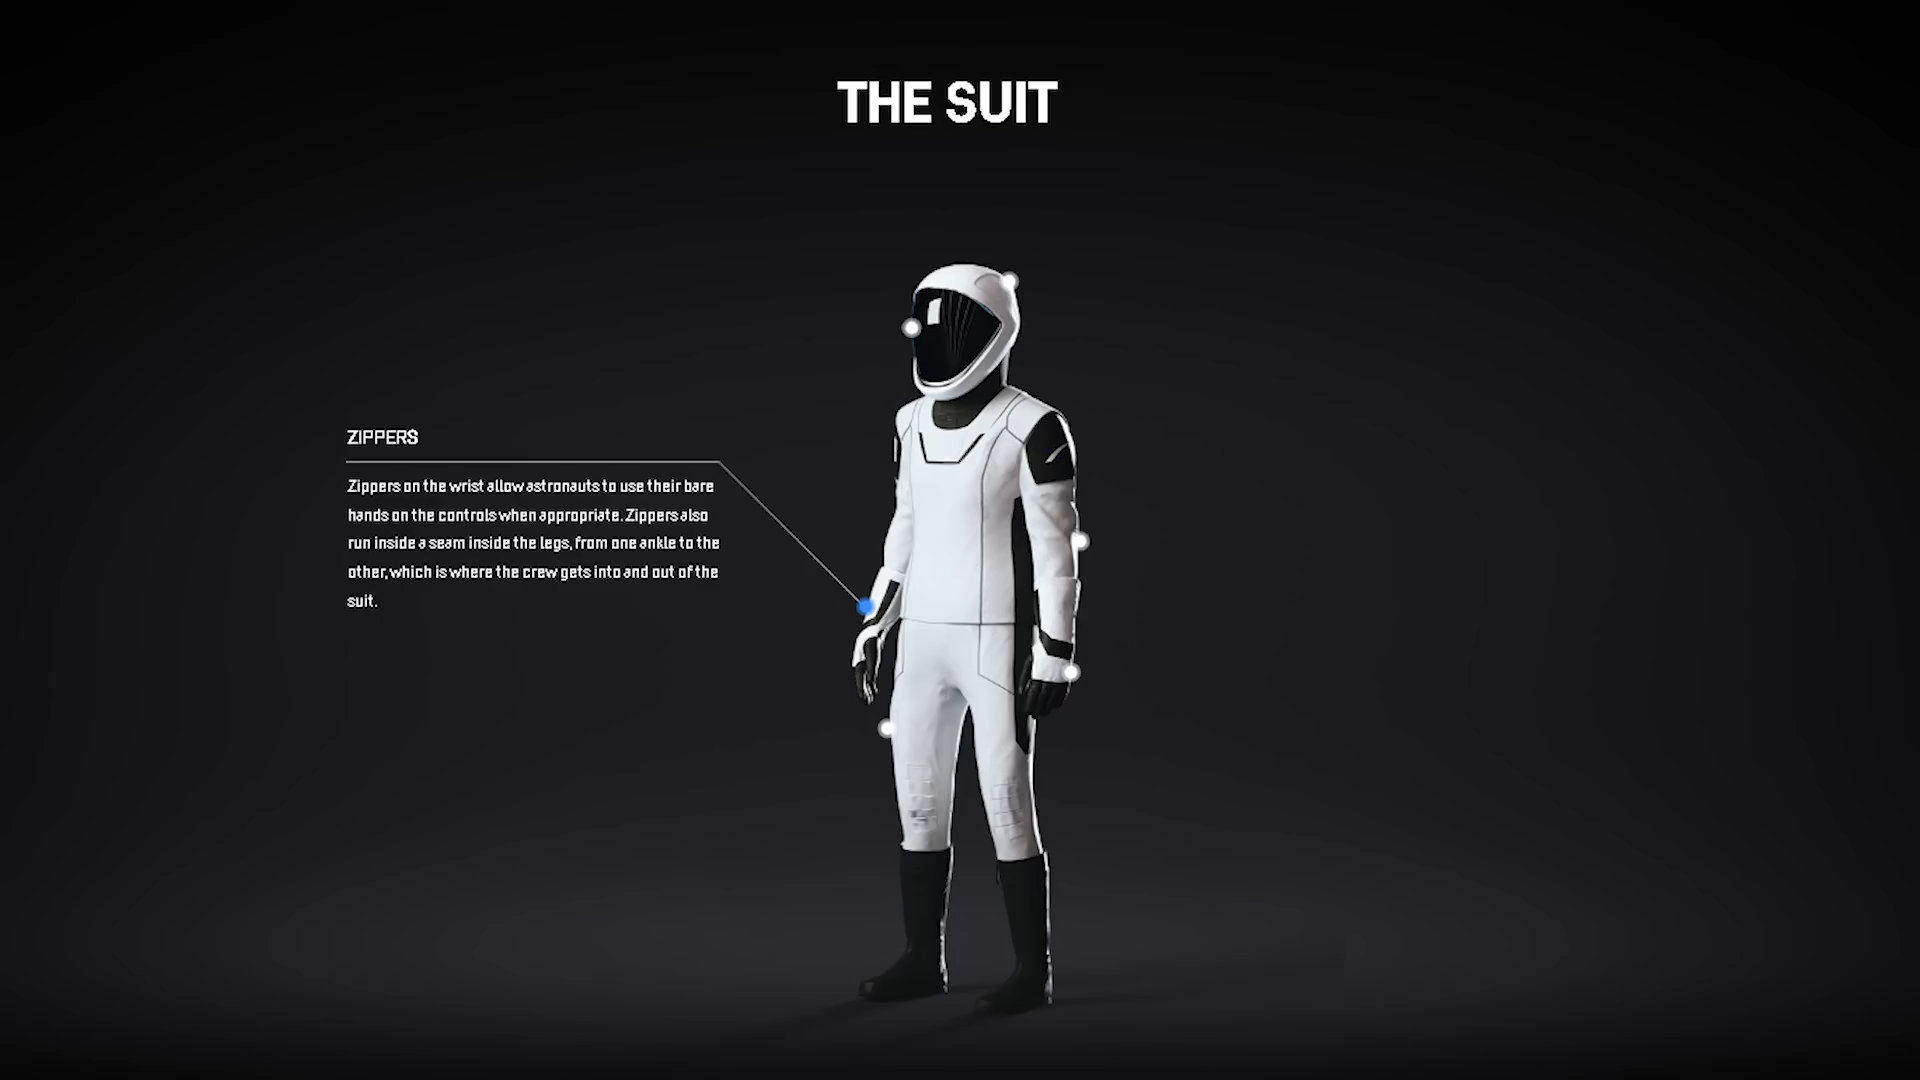 THE SUIT
ZIPPERS
Zippers on the wrist allow astronauts to use their bare
hands on the controls when appropriate. Zippers also
run inside a seam inside the legs, from one ankle to the
other, which is where the crew gets into and out of the
suit.